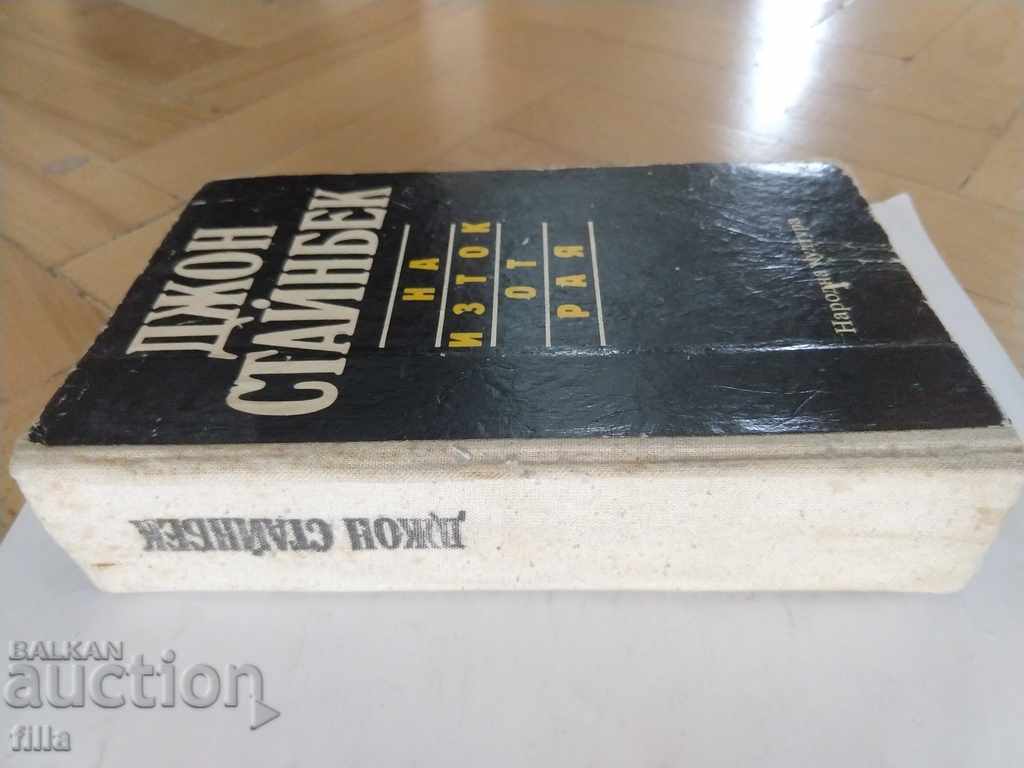 ДЖОН
СТАЙНБЕК
НА
ИЗТОК
ОТ
РАЯ
Народна култура
ДЖОН СТАЙНБЕК
BALKAN
auction
filla